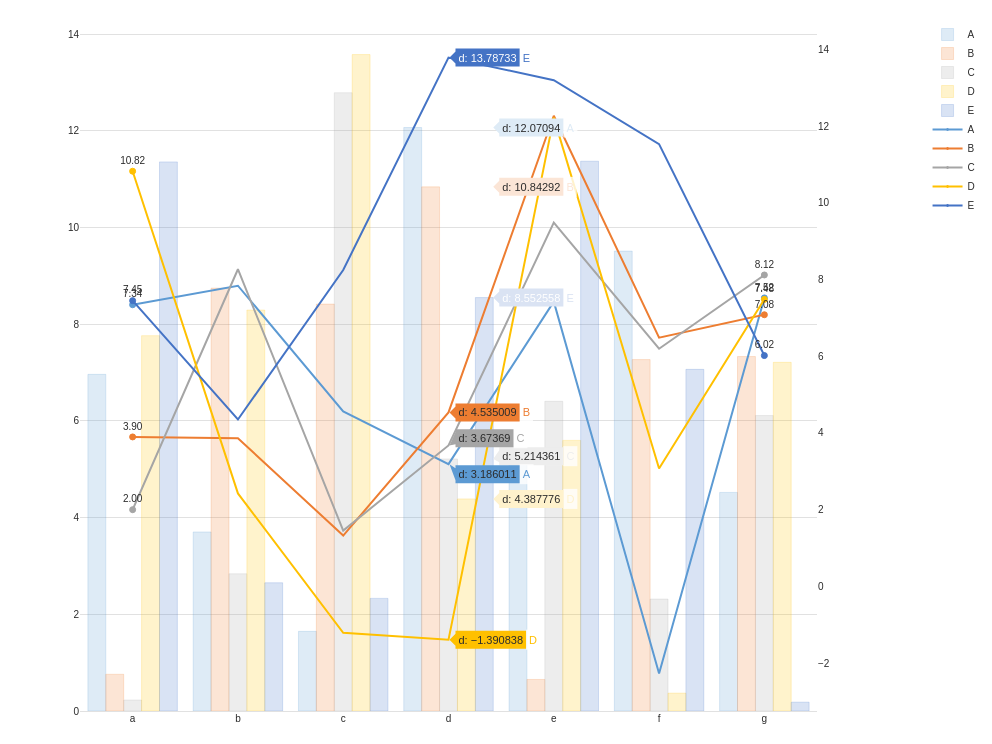 14
12
10
8
6
4
2
0
14
12
10
8
6
4
2
0
−2
a
b
c
d
e
f
g
10.82
7.45
7.34
3.90
2.00
8.12
7.48
7.08
6.02
d: 13.78733 E
d: 12.07094 A
d: 10.84292 B
d: 8.552558 E
d: 4.535009 B
d: 3.67369 C
d: 5.214361 C
d: 3.186011 A
d: 4.387776 D
d: −1.390838 D
A
B
C
D
E
A
B
C
D
E